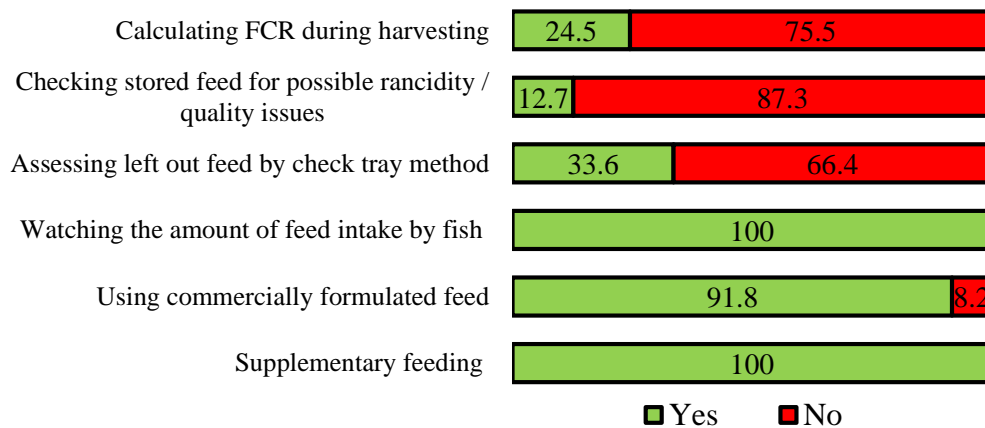 Calculating FCR during harvesting
24.5 75.5
Checking stored feed for possible rancidity /
quality issues
12.7 87.3
Assessing left out feed by check tray method
33.6 66.4
Watching the amount of feed intake by fish
100
Using commercially formulated feed
91.8 8.2
Supplementary feeding
100
Yes No